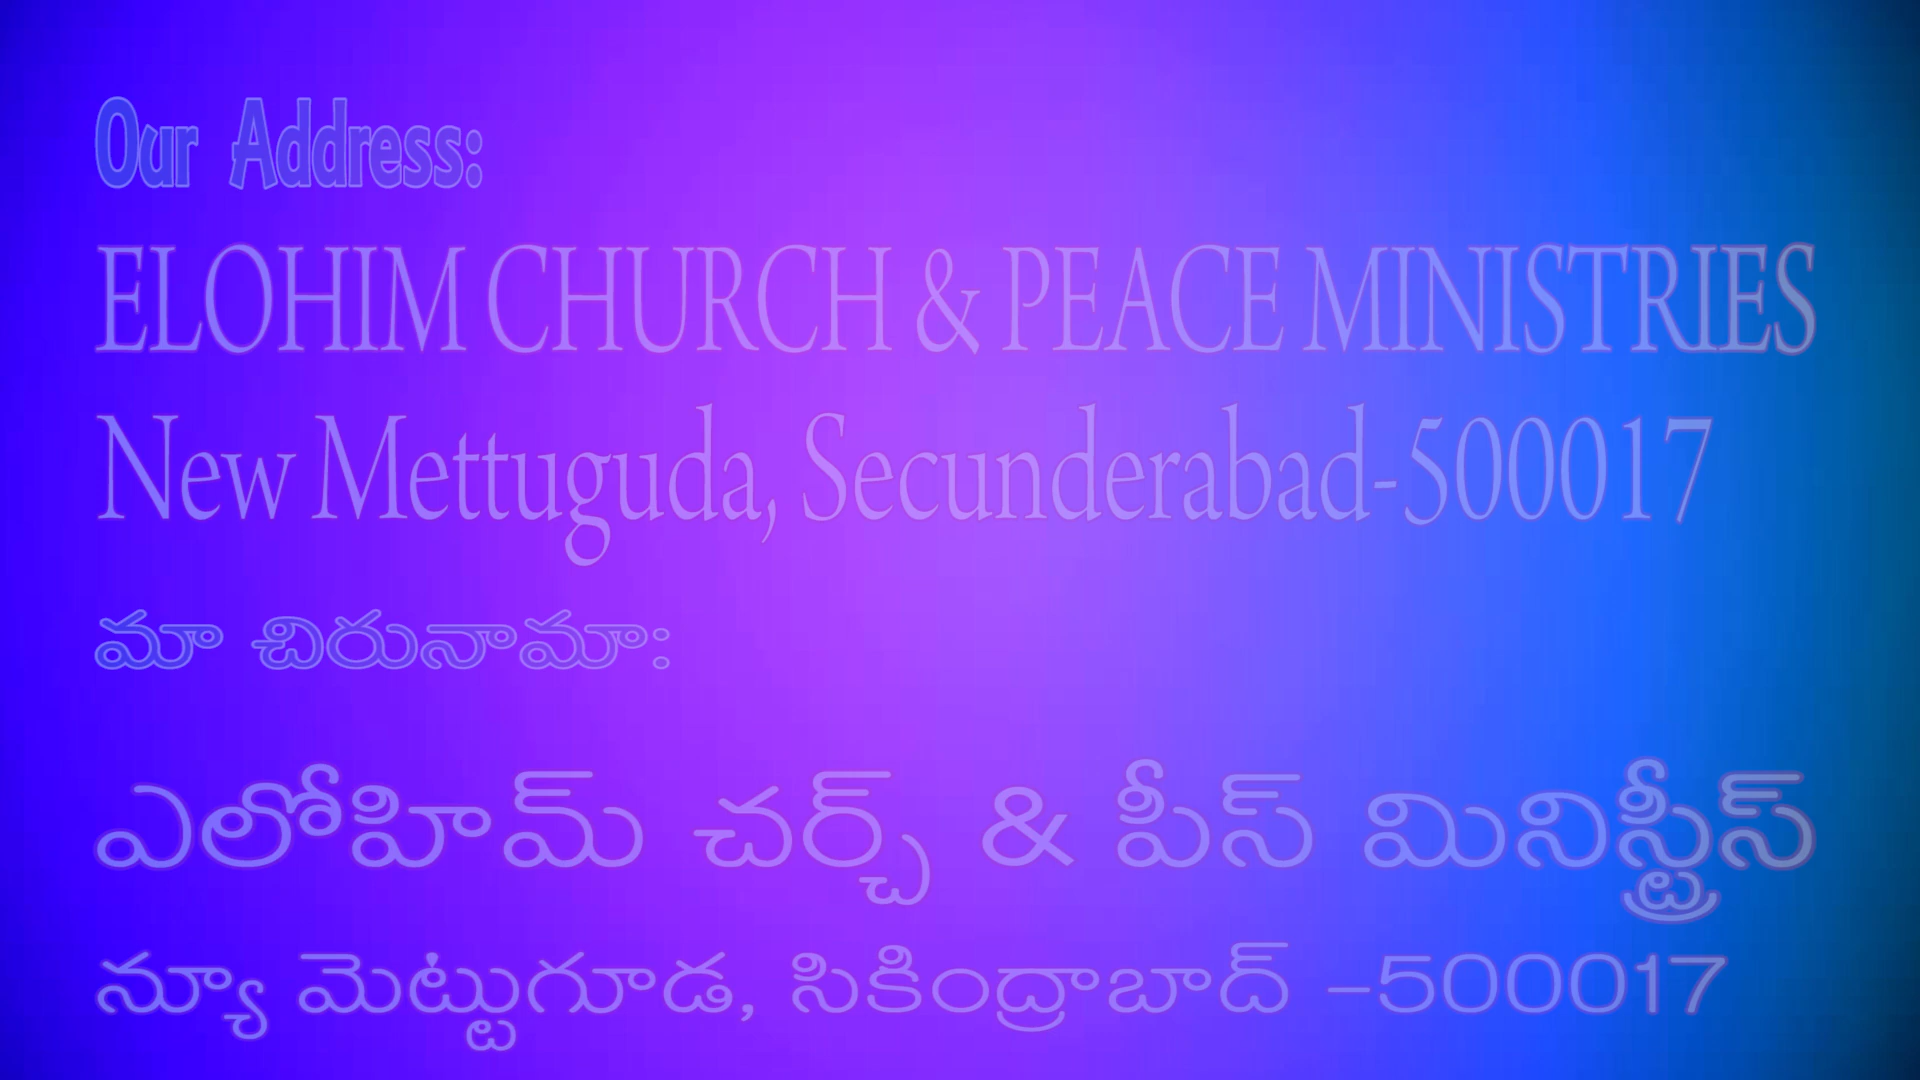 Our Address:
ELOHIM CHURCH & PEACE MINISTRIES
New Mettuguda, Secunderabad-500017
మా చిరునామా:
ఎలోహిమ్ చర్చ్ & పీస్ మినిస్ట్రీస్
న్యూ మెట్టుగూడ, సికింద్రాబాద్ -500017